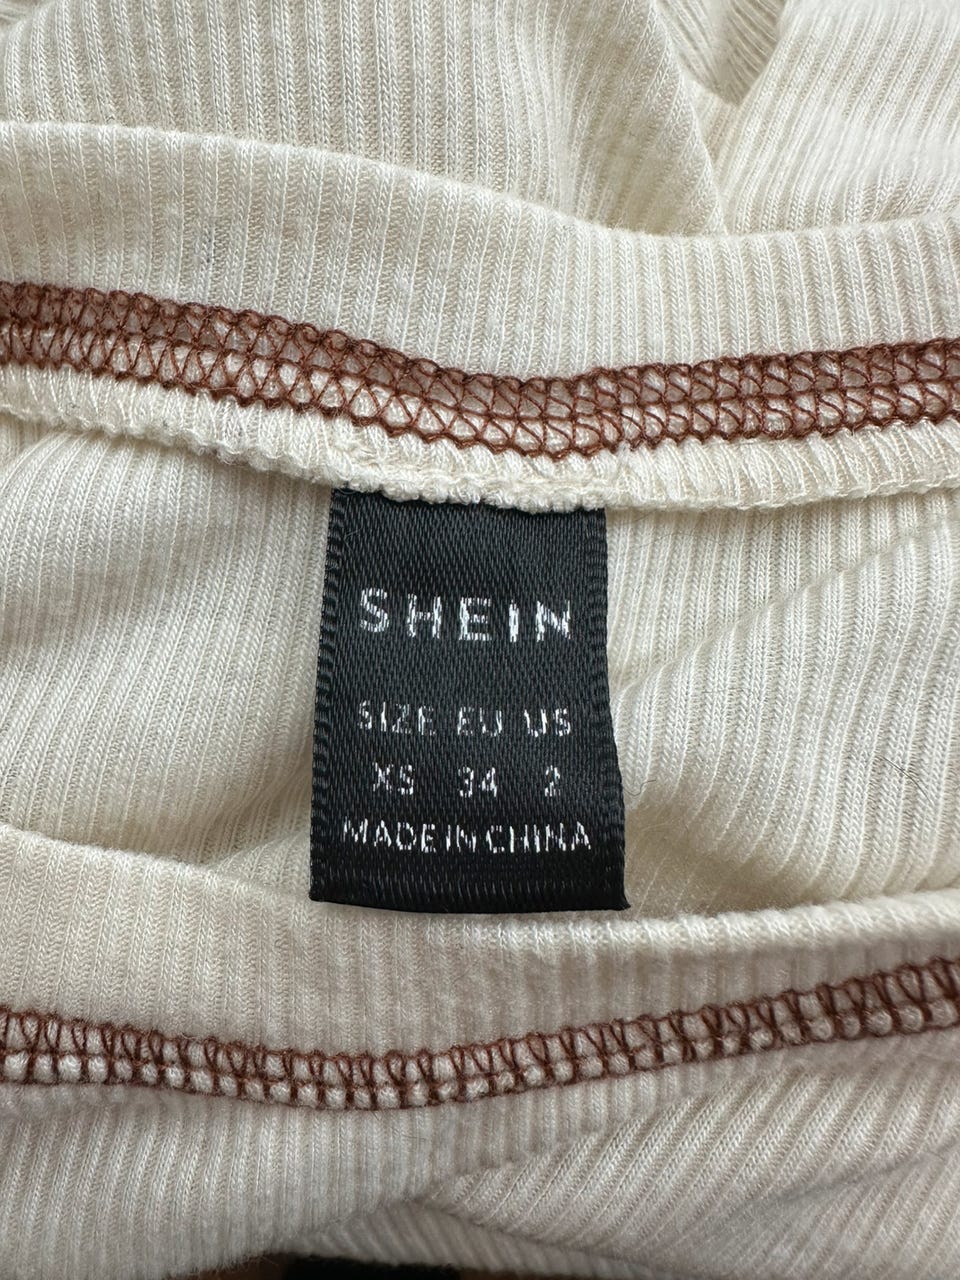 SHEIN
SIZE EU US
XS 34 2
MADE IN CHINA